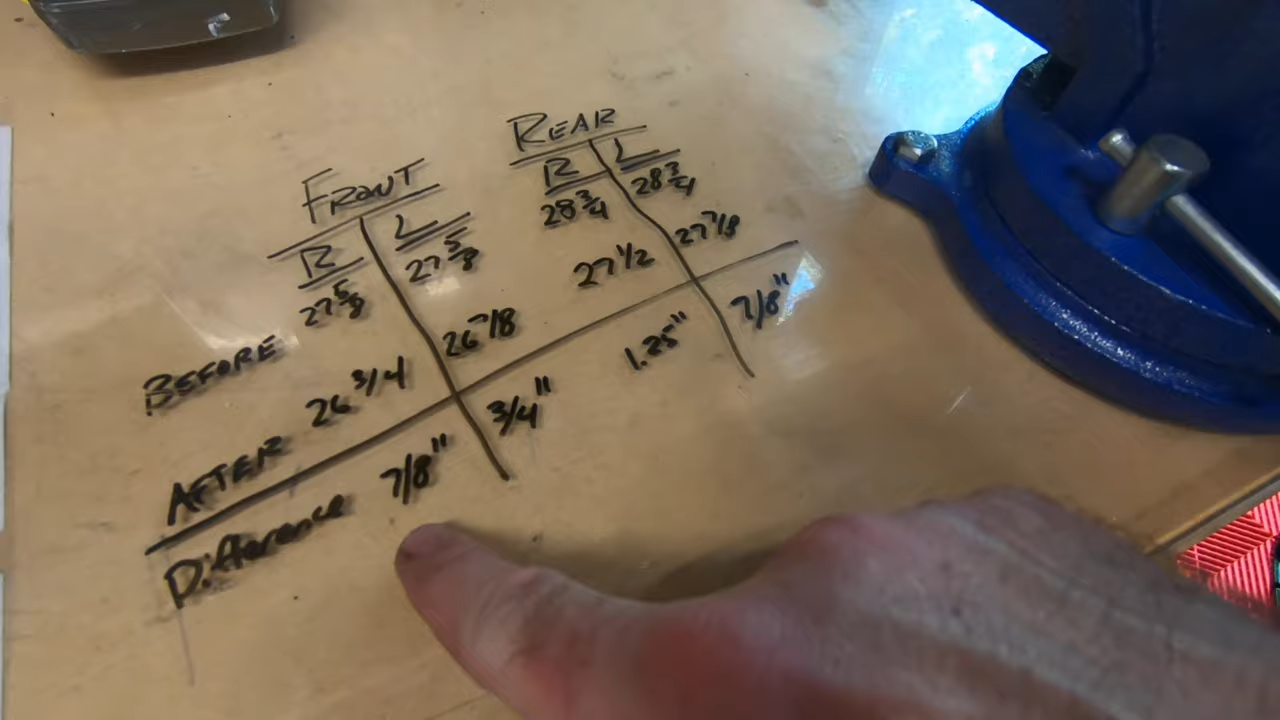 FRONT REAR
R L R L
BEFORE 27 5/8 27 5/8 28 3/4 28 3/4
AFTER 26 3/4 26 7/8 27 1/2 27 7/8
Difference 7/8" 3/4" 1.25" 7/8"